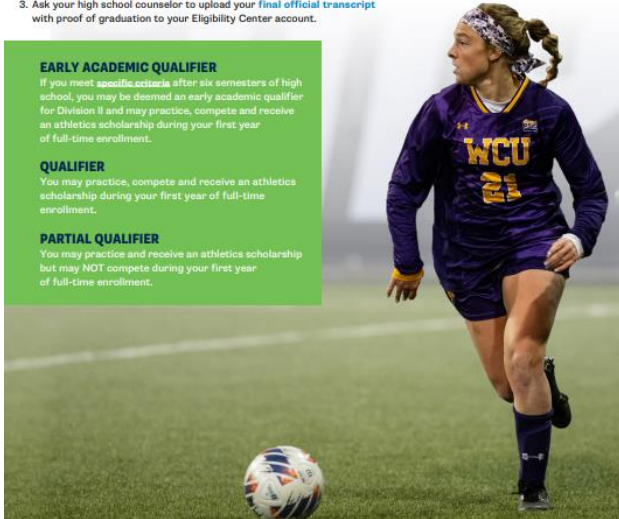 3. Ask your high school counselor to upload your final official transcript
with proof of graduation to your Eligibility Center account.
EARLY ACADEMIC QUALIFIER
If you meet specific criteria after six semesters of high
school, you may be deemed an early academic qualifier
for Division II and may practice, compete and receive
an athletics scholarship during your first year
of full-time enrollment.
QUALIFIER
You may practice, compete and receive an athletics
scholarship during your first year of full-time
enrollment.
PARTIAL QUALIFIER
You may practice and receive an athletics scholarship
but may NOT compete during your first year
of full-time enrollment.
WCU
21